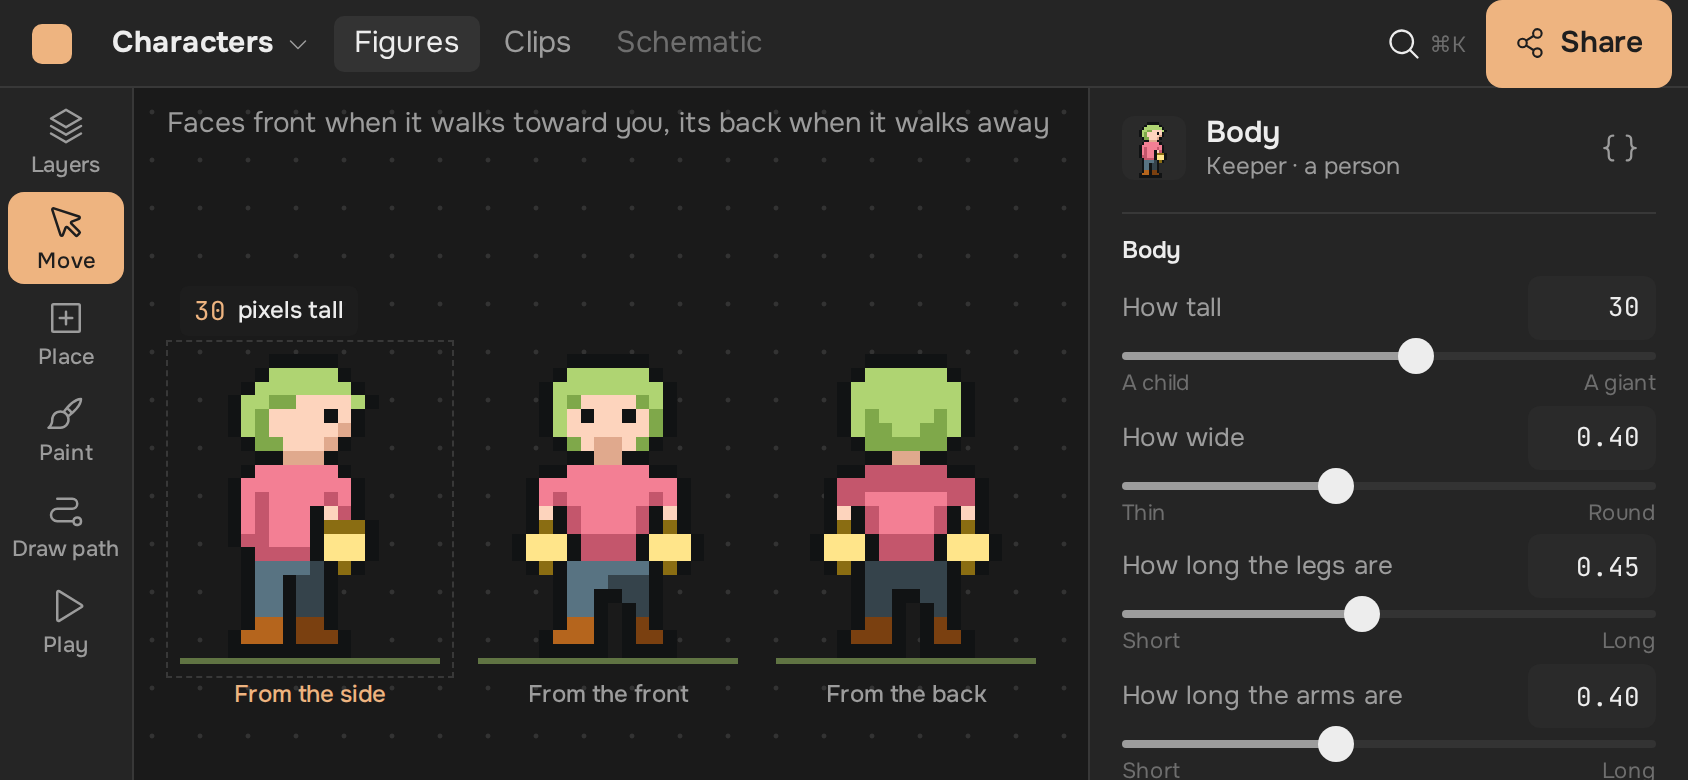 Characters
Figures
Clips
Schematic
⌘K
Share
Layers
Move
Place
Paint
Draw path
Play
Faces front when it walks toward you, its back when it walks away
30 pixels tall
From the side
From the front
From the back
Body
Keeper · a person
{ }
Body
How tall
30
A child
A giant
How wide
0.40
Thin
Round
How long the legs are
0.45
Short
Long
How long the arms are
0.40
Short
Long